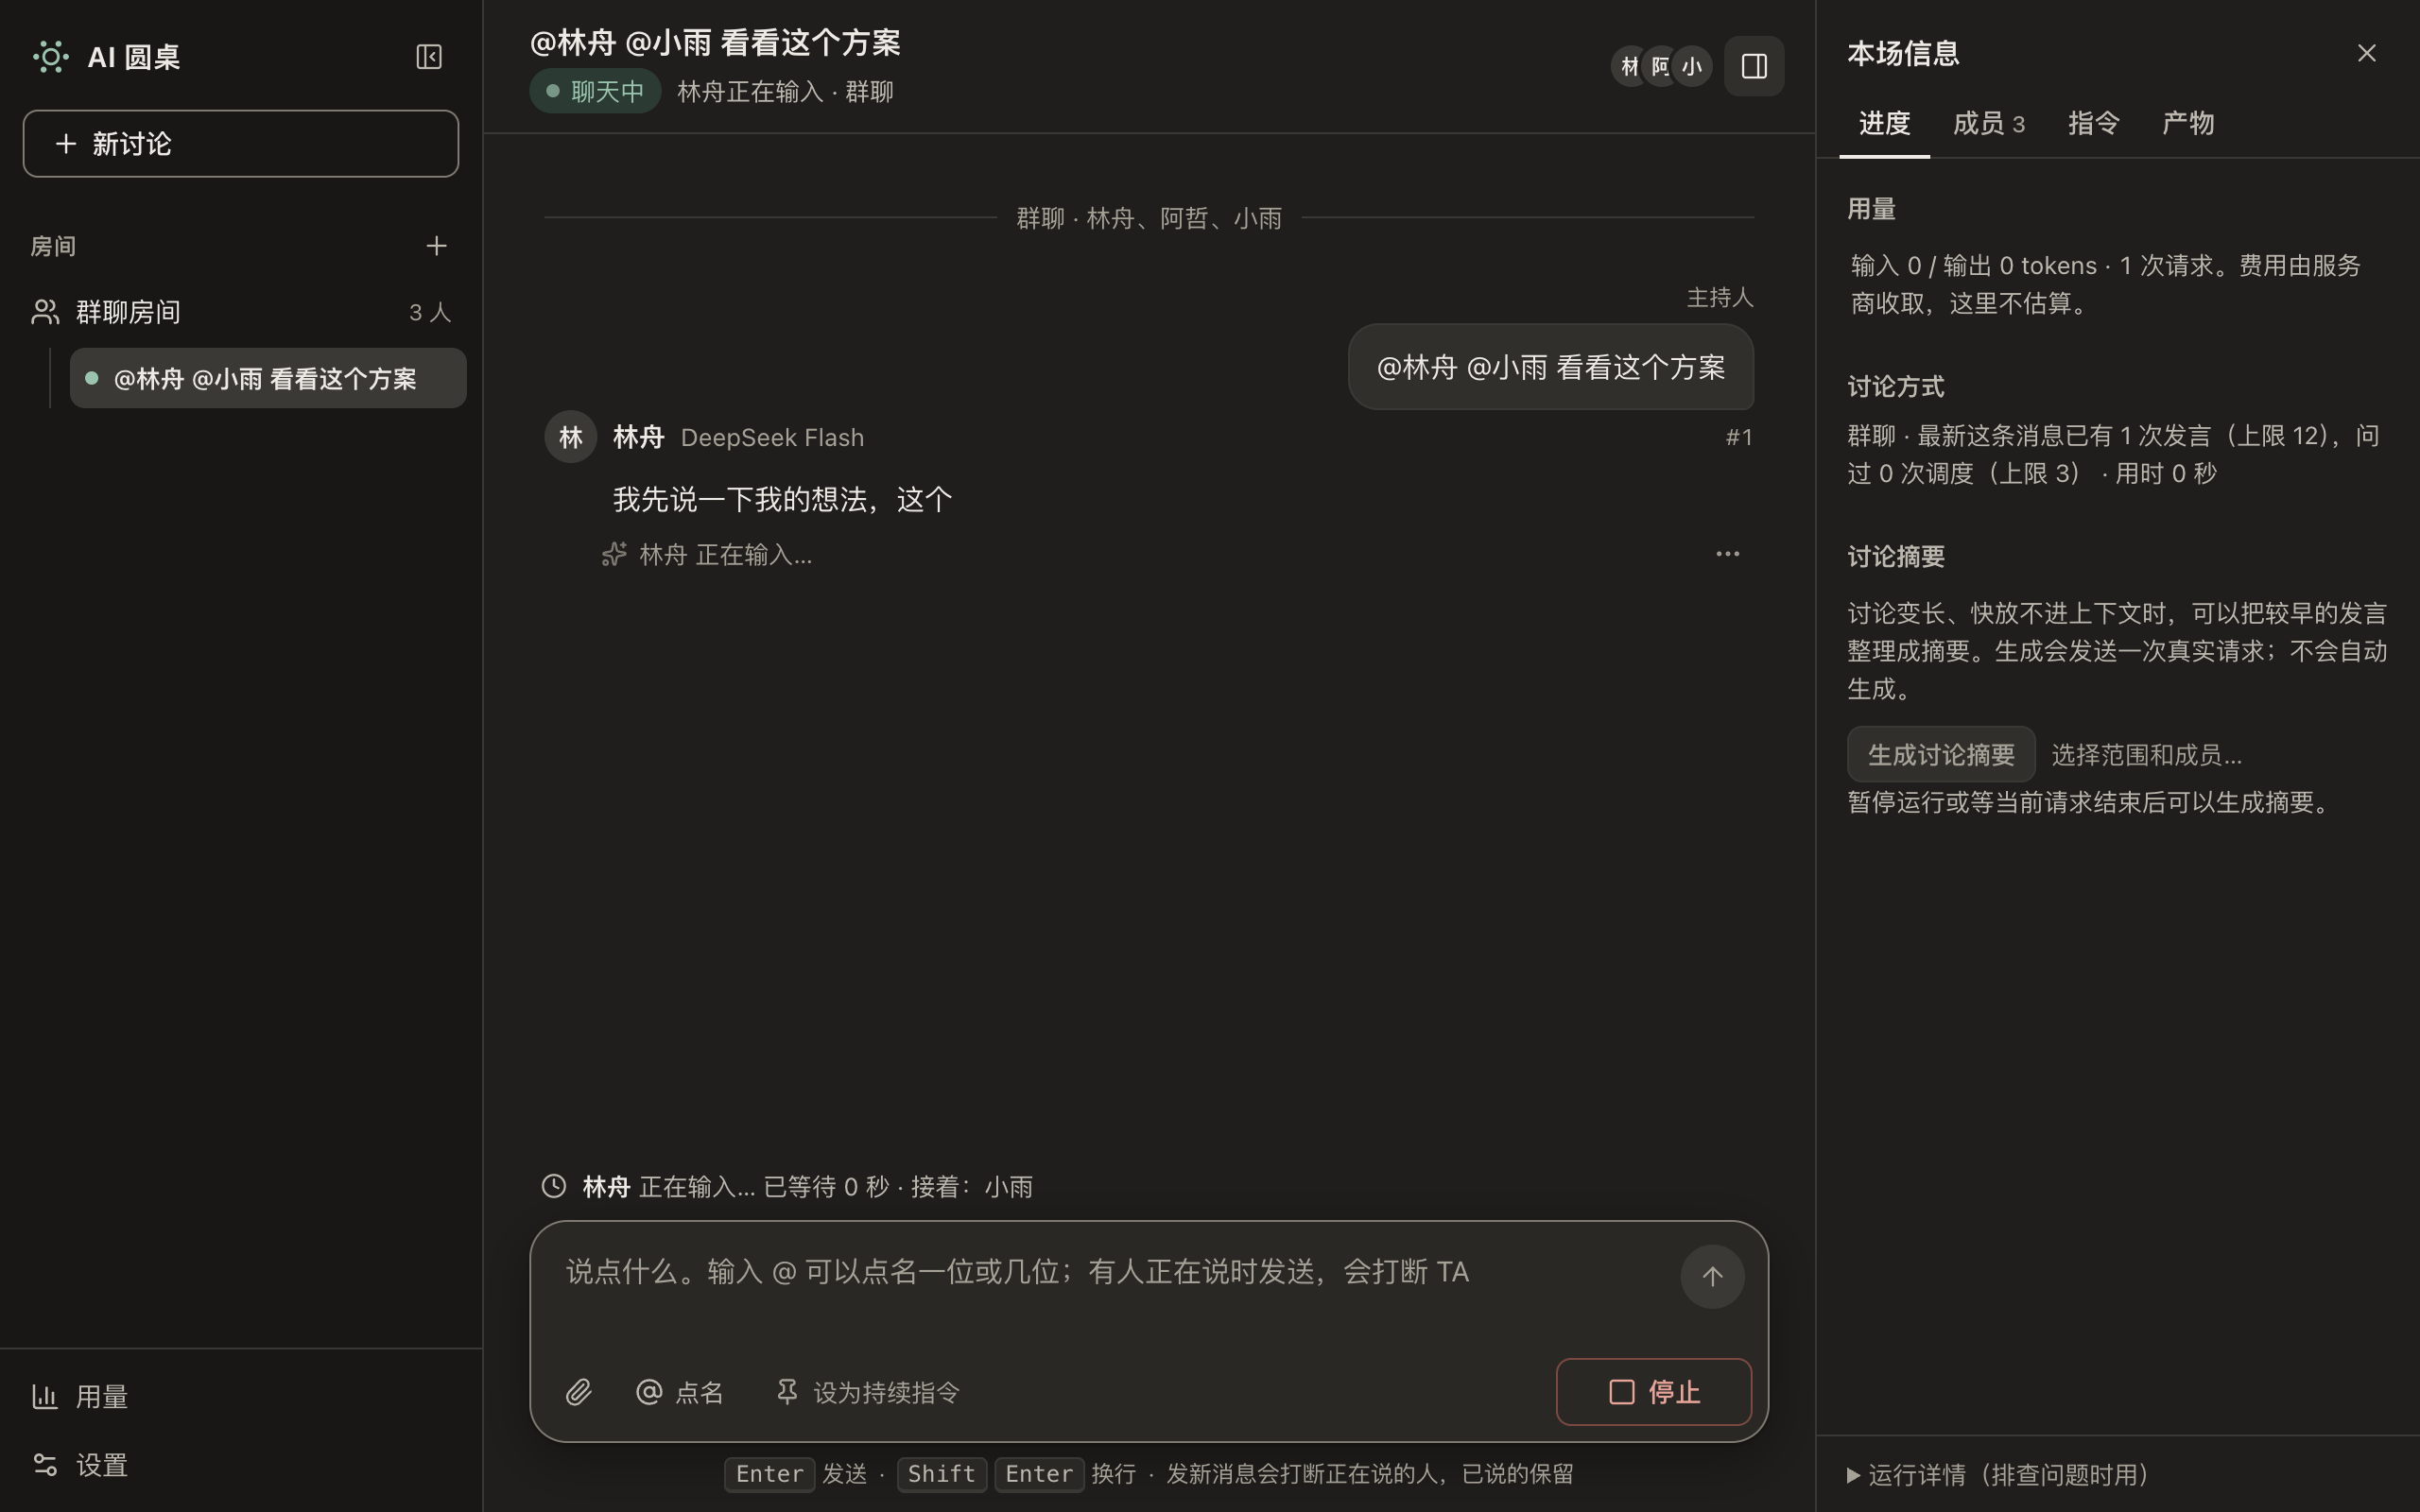 AI 圆桌
新讨论
房间
群聊房间 3 人
@林舟 @小雨 看看这个方案
用量
设置
@林舟 @小雨 看看这个方案
聊天中 林舟正在输入 · 群聊
林 阿 小
群聊 · 林舟、阿哲、小雨
主持人
@林舟 @小雨 看看这个方案
林 林舟 DeepSeek Flash #1
我先说一下我的想法，这个
林舟 正在输入…
林舟 正在输入… 已等待 0 秒 · 接着：小雨
说点什么。输入 @ 可以点名一位或几位；有人正在说时发送，会打断 TA
点名 设为持续指令 停止
Enter 发送 · Shift Enter 换行 · 发新消息会打断正在说的人，已说的保留
本场信息
进度 成员 3 指令 产物
用量
输入 0 / 输出 0 tokens · 1 次请求。费用由服务
商收取，这里不估算。
讨论方式
群聊 · 最新这条消息已有 1 次发言（上限 12），问
过 0 次调度（上限 3） · 用时 0 秒
讨论摘要
讨论变长、快放不进上下文时，可以把较早的发言
整理成摘要。生成会发送一次真实请求；不会自动
生成。
生成讨论摘要 选择范围和成员…
暂停运行或等当前请求结束后可以生成摘要。
运行详情（排查问题时用）